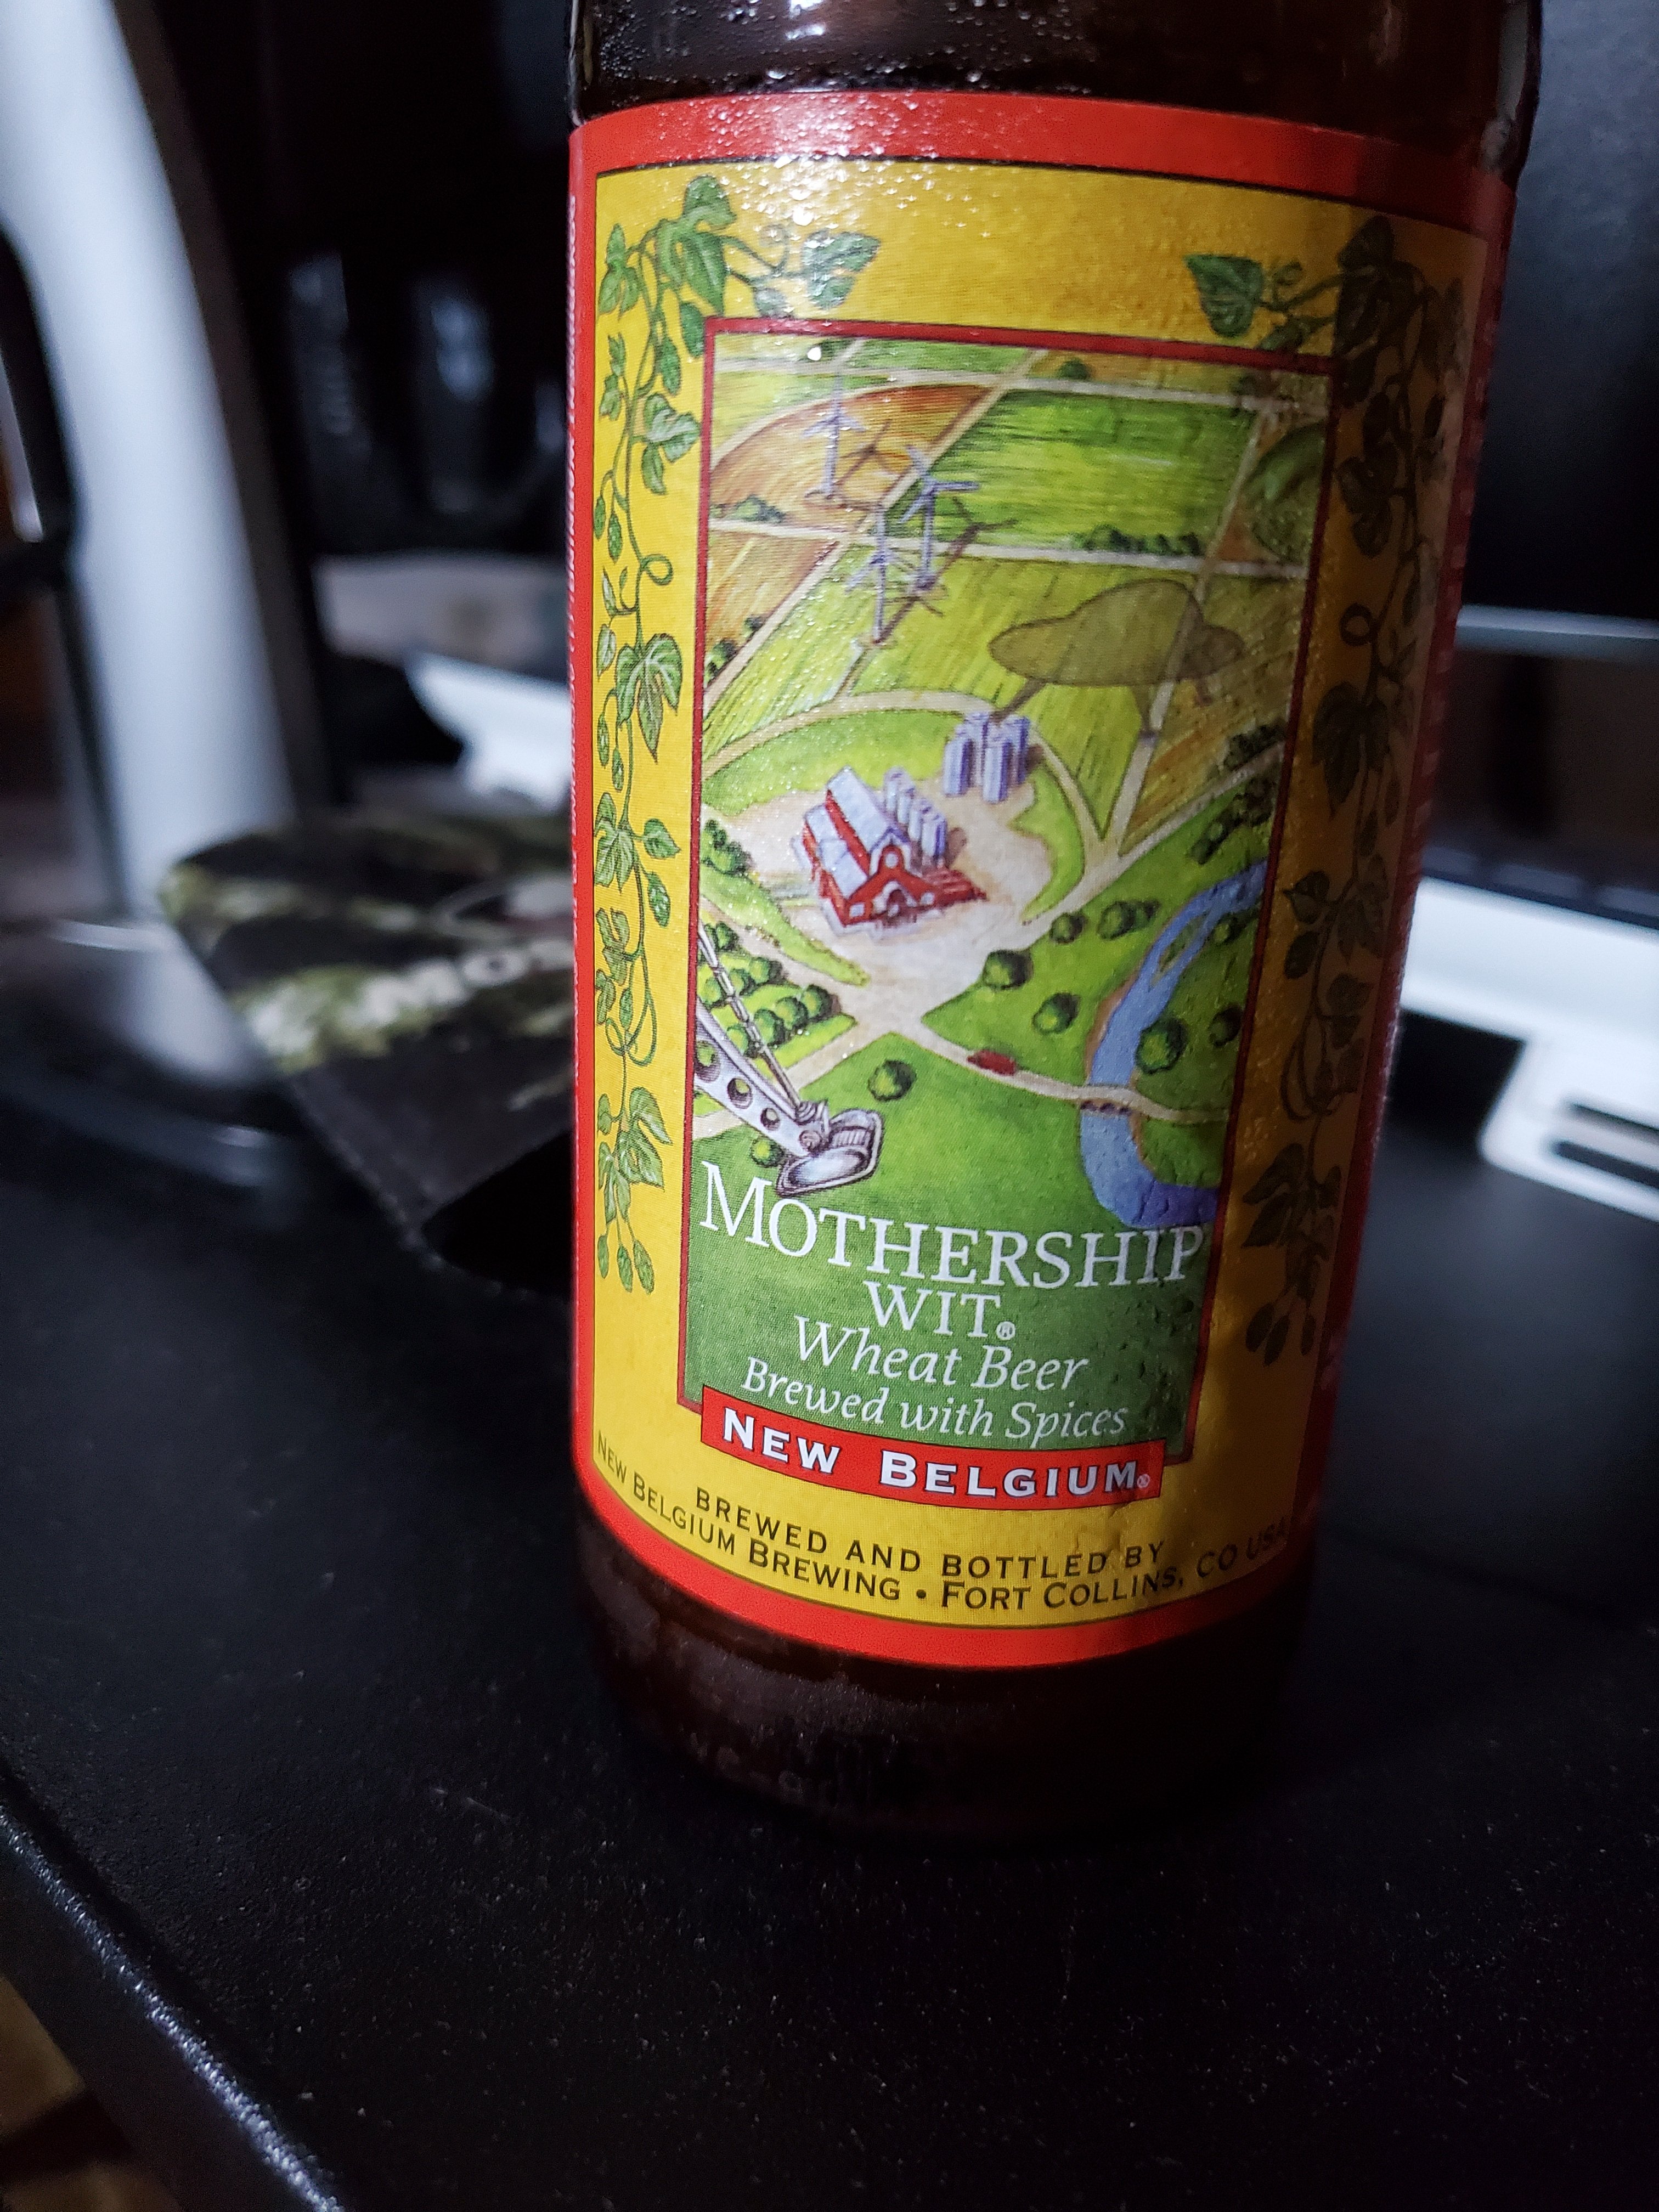 MOTHERSHIP
WIT®
Wheat Beer
Brewed with Spices
NEW BELGIUM®
BREWED AND BOTTLED BY
NEW BELGIUM BREWING • FORT COLLINS, CO USA